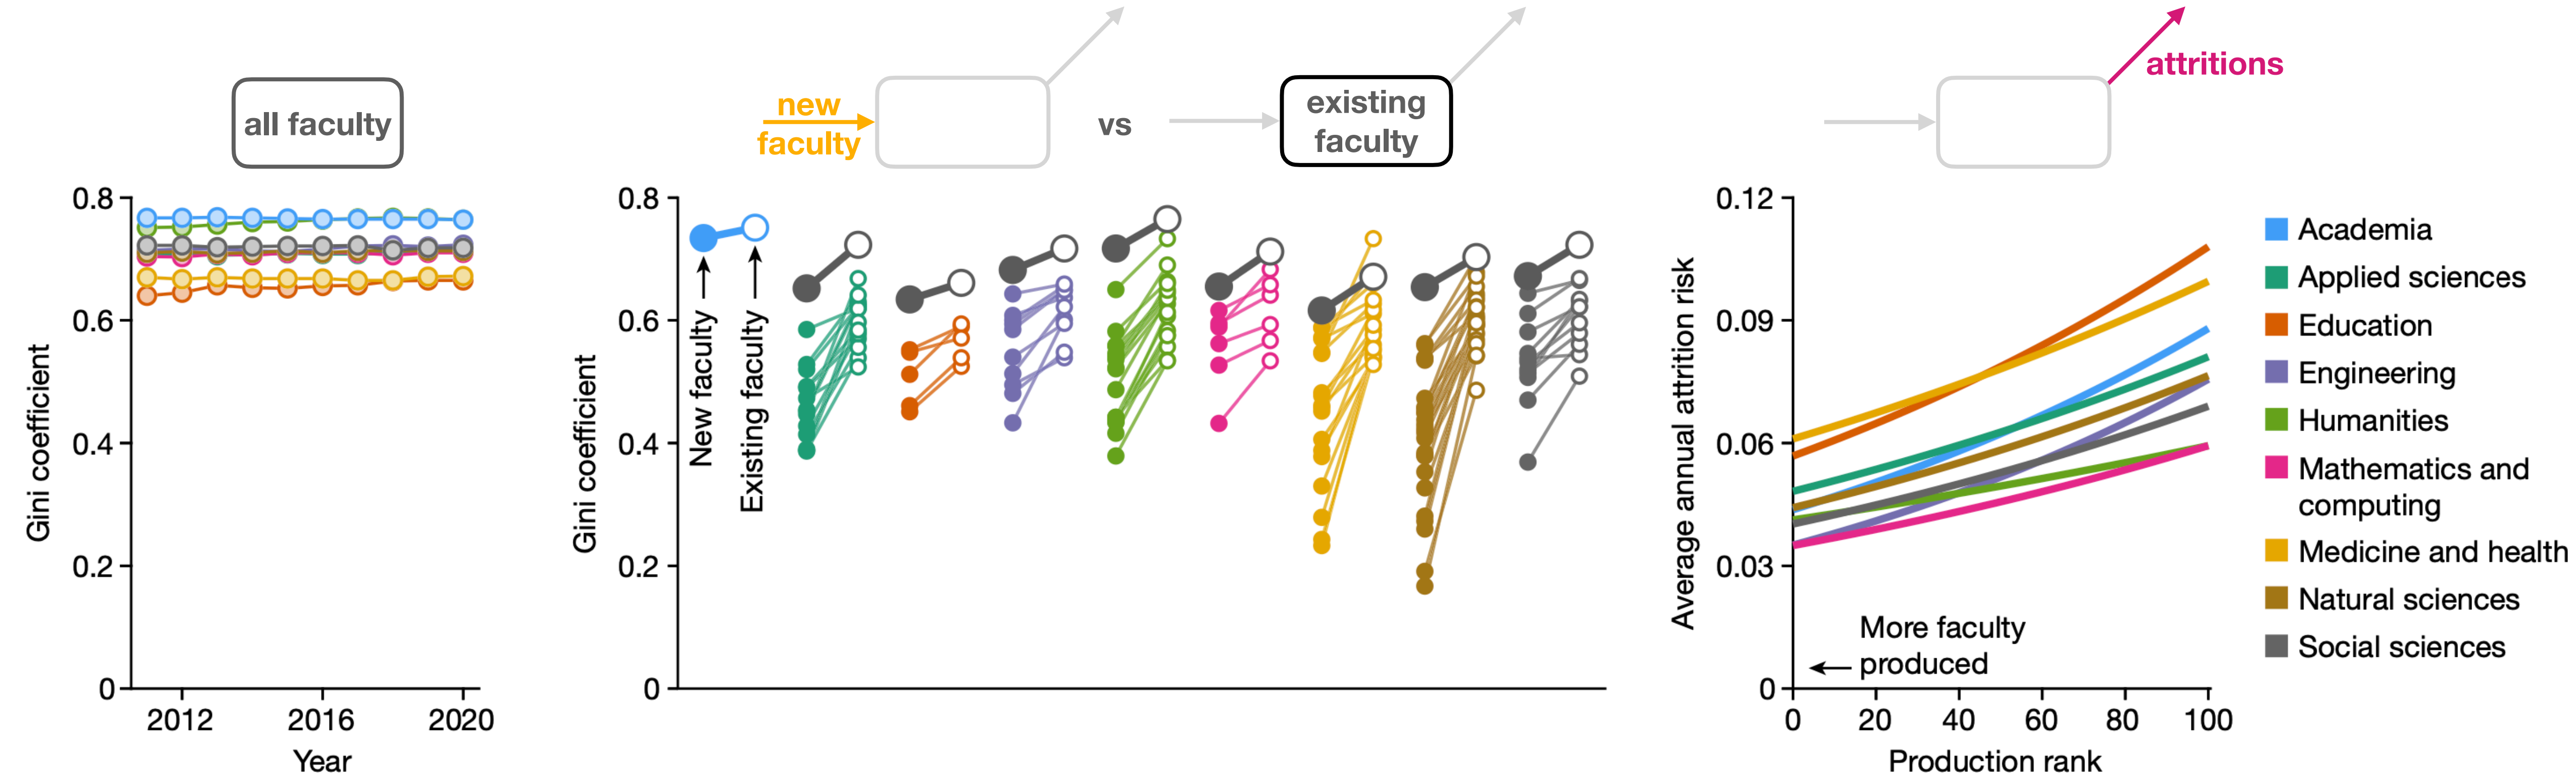 all faculty
0.8
0.6
0.4
0.2
0
Gini coefficient
2012
2016
2020
Year
new
faculty
vs
existing
faculty
0.8
0.6
0.4
0.2
0
Gini coefficient
New faculty
Existing faculty
attritions
0.12
0.09
0.06
0.03
0
Average annual attrition risk
More faculty
produced
0
20
40
60
80
100
Production rank
Academia
Applied sciences
Education
Engineering
Humanities
Mathematics and
computing
Medicine and health
Natural sciences
Social sciences